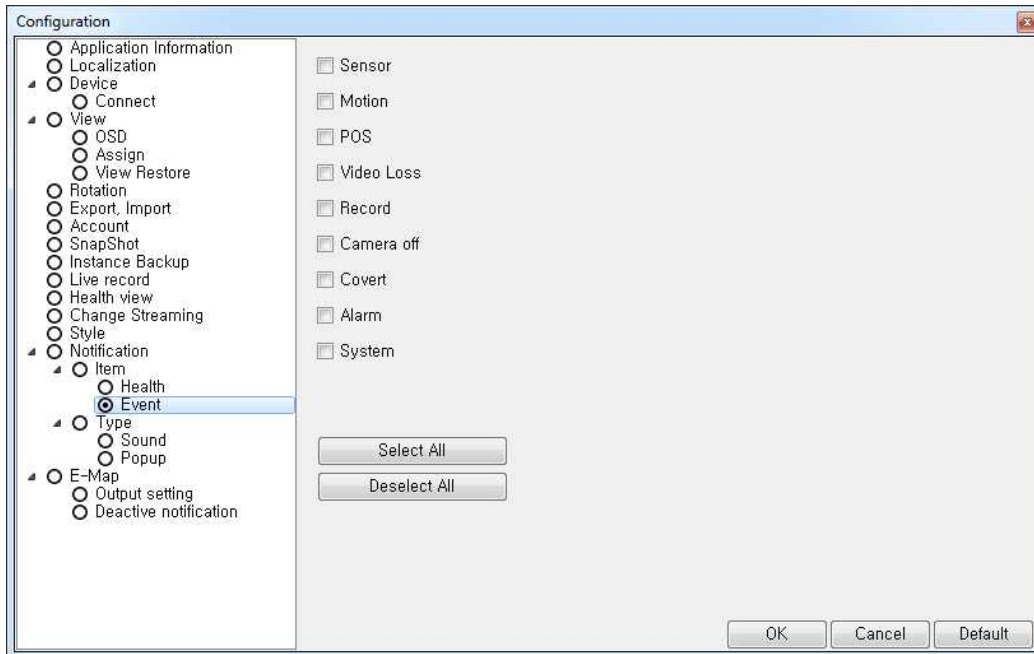 Configuration
Application Information
Localization
Device
Connect
View
OSD
Assign
View Restore
Rotation
Export, Import
Account
SnapShot
Instance Backup
Live record
Health view
Change Streaming
Style
Notification
Item
Health
Event
Type
Sound
Popup
E-Map
Output setting
Deactive notification
Sensor
Motion
POS
Video Loss
Record
Camera off
Covert
Alarm
System
Select All
Deselect All
OK
Cancel
Default